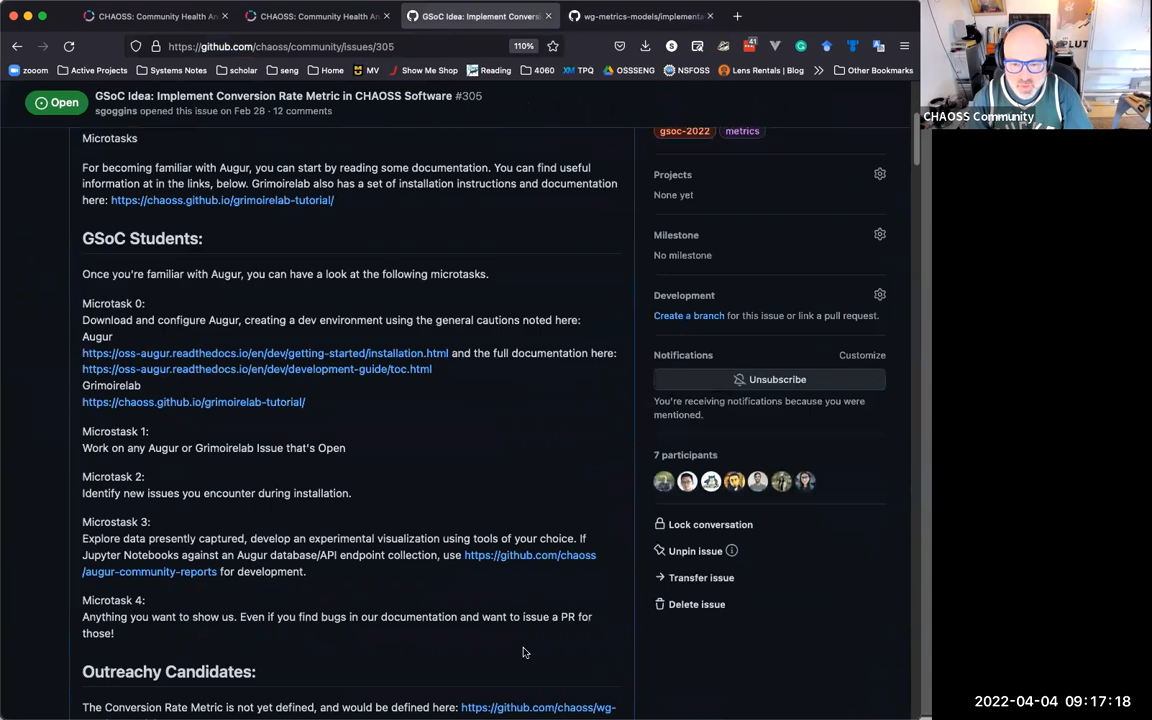 CHAOSS: Community Health An
CHAOSS: Community Health An
GSoC Idea: Implement Conversi
wg-metrics-models/implementa
https://github.com/chaoss/community/issues/305
110%
41
zooom
Active Projects
Systems Notes
scholar
seng
Home
MV
Show Me Shop
Reading
4060
TPQ
OSSSENG
NSFOSS
Lens Rentals | Blog
Other Bookmarks
Open
GSoC Idea: Implement Conversion Rate Metric in CHAOSS Software #305
sgoggins opened this issue on Feb 28 · 12 comments
Microtasks
For becoming familiar with Augur, you can start by reading some documentation. You can find useful
information at in the links, below. Grimoirelab also has a set of installation instructions and documentation
here: https://chaoss.github.io/grimoirelab-tutorial/
GSoC Students:
Once you're familiar with Augur, you can have a look at the following microtasks.
Microtask 0:
Download and configure Augur, creating a dev environment using the general cautions noted here:
Augur
https://oss-augur.readthedocs.io/en/dev/getting-started/installation.html and the full documentation here:
https://oss-augur.readthedocs.io/en/dev/development-guide/toc.html
Grimoirelab
https://chaoss.github.io/grimoirelab-tutorial/
Microstask 1:
Work on any Augur or Grimoirelab Issue that's Open
Microtask 2:
Identify new issues you encounter during installation.
Microstask 3:
Explore data presently captured, develop an experimental visualization using tools of your choice. If
Jupyter Notebooks against an Augur database/API endpoint collection, use https://github.com/chaoss
/augur-community-reports for development.
Microtask 4:
Anything you want to show us. Even if you find bugs in our documentation and want to issue a PR for
those!
Outreachy Candidates:
The Conversion Rate Metric is not yet defined, and would be defined here: https://github.com/chaoss/wg-
gsoc-2022
metrics
Projects
None yet
Milestone
No milestone
Development
Create a branch for this issue or link a pull request.
Notifications
Customize
Unsubscribe
You're receiving notifications because you were
mentioned.
7 participants
Lock conversation
Unpin issue
Transfer issue
Delete issue
CHAOSS Community
2022-04-04 09:17:18